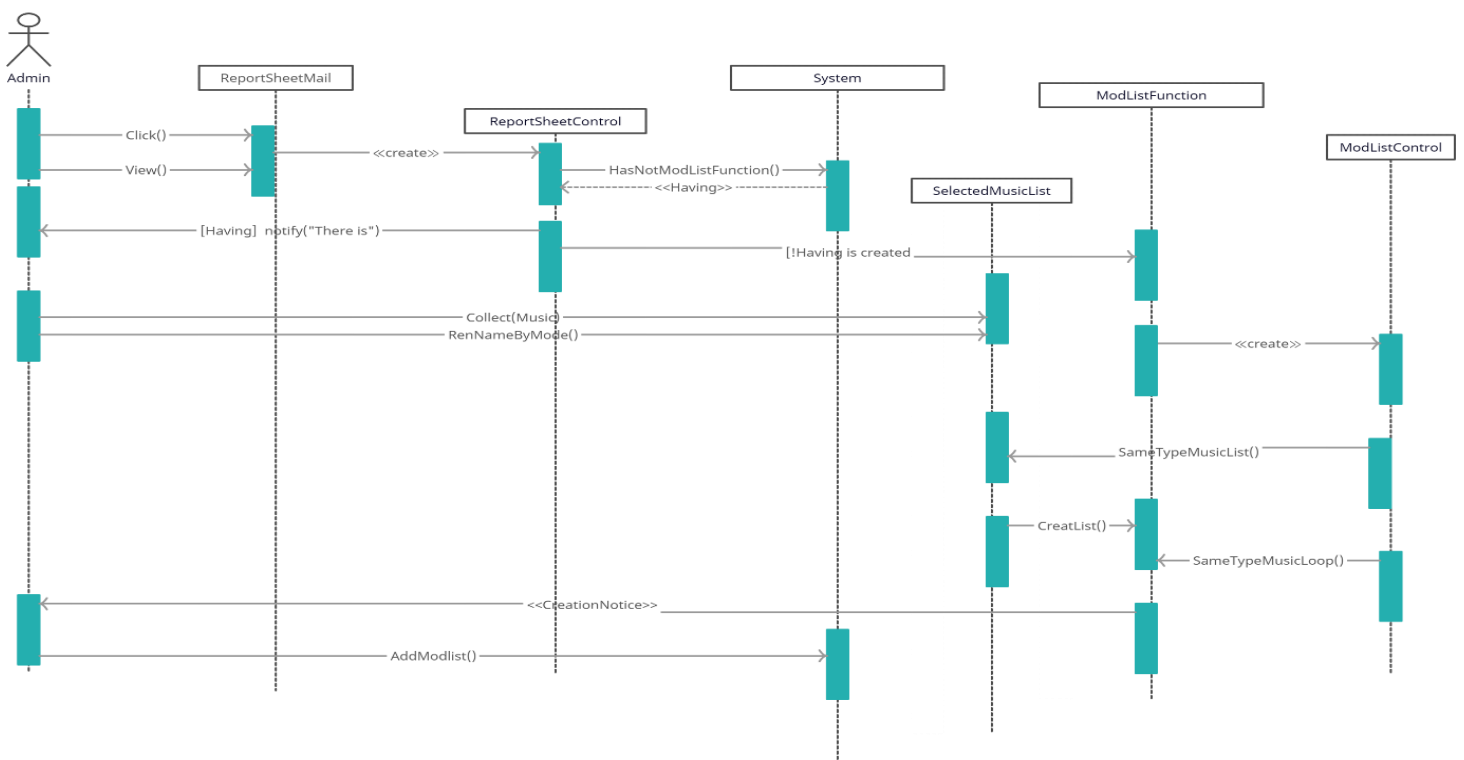 Admin
ReportSheetMail
System
ModListFunction
ReportSheetControl
ModListControl
SelectedMusicList
Click()
<<create>>
View()
HasNotModListFunction()
<<Having>>
[Having] notify("There is")
[!Having is created
Collect(Music)
RenNameByMode()
<<create>>
SameTypeMusicList()
CreatList()
SameTypeMusicLoop()
<<CreationNotice>>
AddModlist()